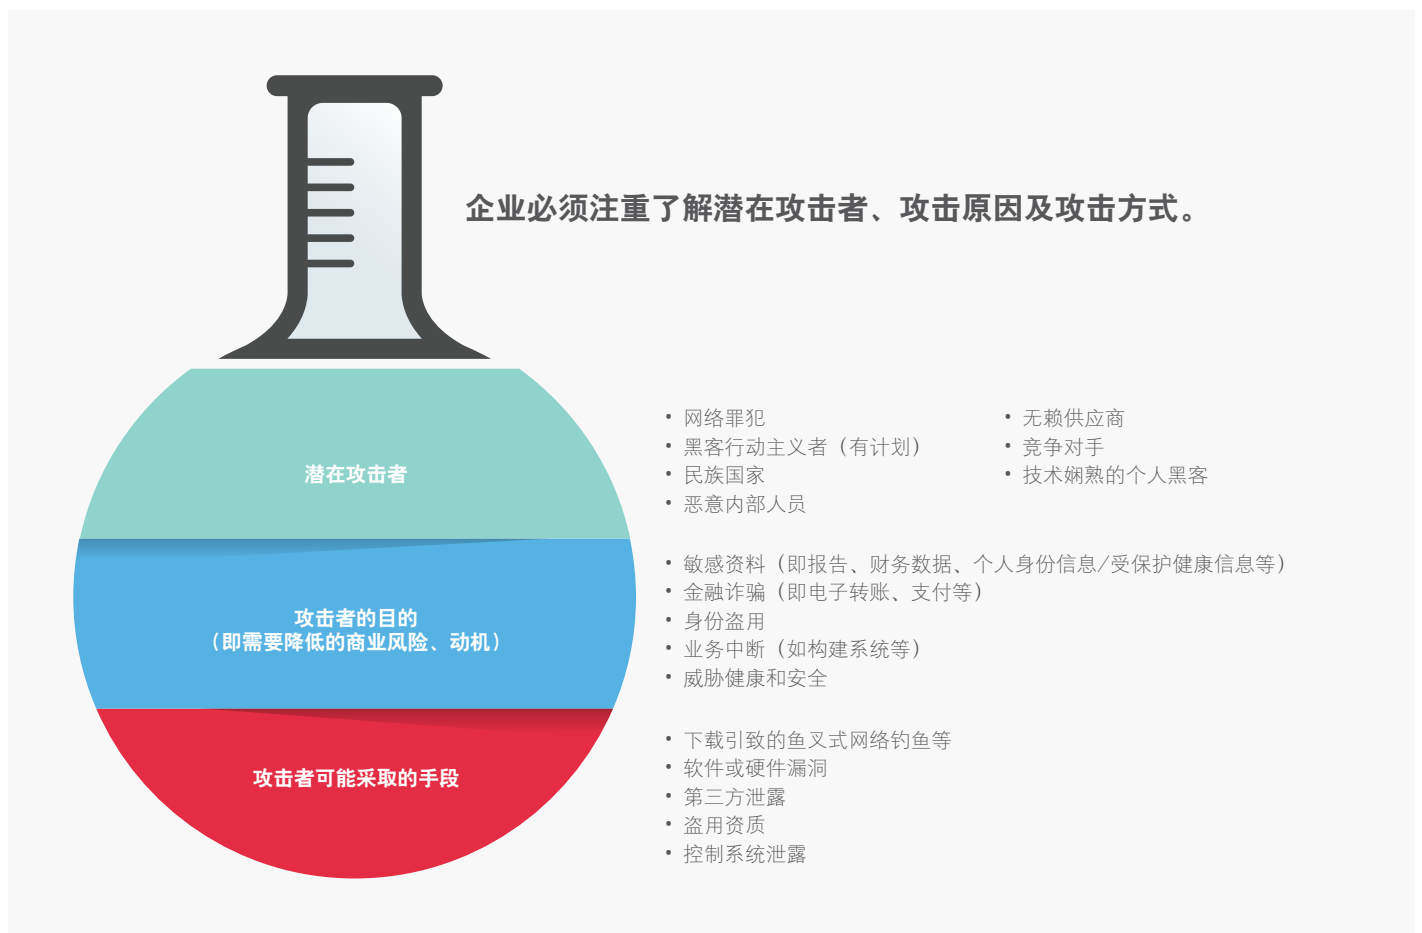 企业必须注重了解潜在攻击者、攻击原因及攻击方式。
潜在攻击者
• 网络罪犯
• 黑客行动主义者（有计划）
• 民族国家
• 恶意内部人员
• 无赖供应商
• 竞争对手
• 技术娴熟的个人黑客
攻击者的目的
（即需要降低的商业风险、动机）
• 敏感资料（即报告、财务数据、个人身份信息/受保护健康信息等）
• 金融诈骗（即电子转账、支付等）
• 身份盗用
• 业务中断（如构建系统等）
• 威胁健康和安全
攻击者可能采取的手段
• 下载引致的鱼叉式网络钓鱼等
• 软件或硬件漏洞
• 第三方泄露
• 盗用资质
• 控制系统泄露